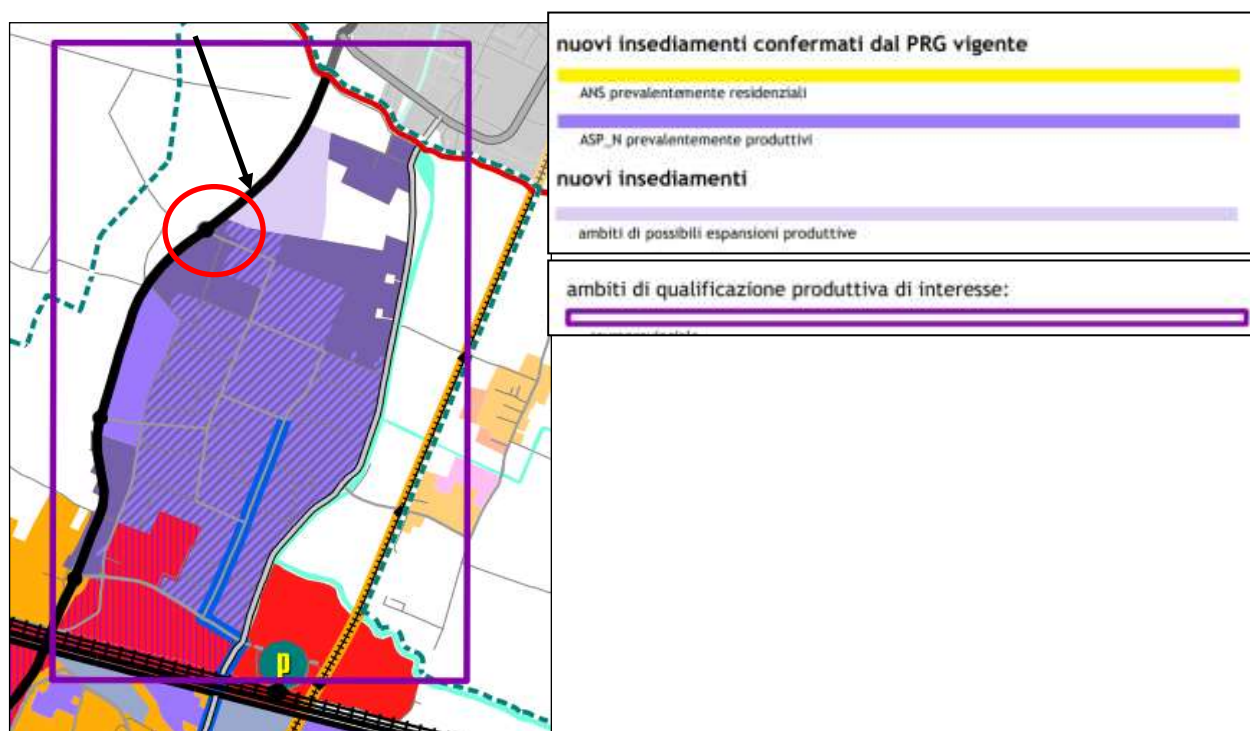 nuovi insediamenti confermati dal PRG vigente
ANS prevalentemente residenziali
ASP_N prevalentemente produttivi
nuovi insediamenti
ambiti di possibili espansioni produttive
ambiti di qualificazione produttiva di interesse:
p